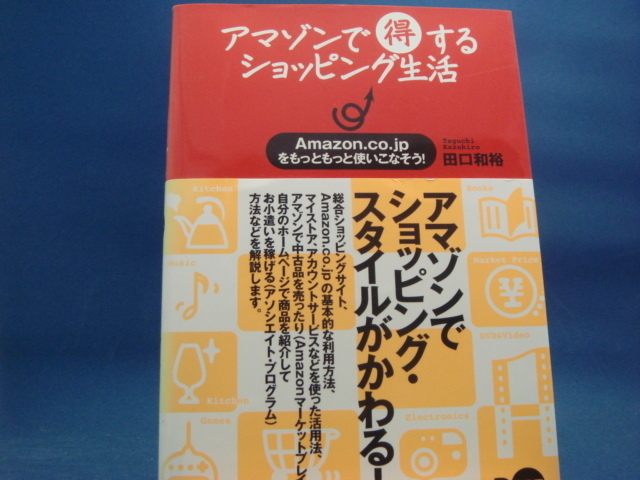 アマゾンで得する
ショッピング生活
Amazon.co.jp
をもっともっと使いこなそう!
Taguchi
Kazuhiro
田口和裕
アマゾンで
ショッピング・
スタイルがかわる!
総合ショッピングサイト、
Amazon.co.jpの基本的な利用方法、
マイストア、アカウントサービスなどを使った活用法、
アマゾンで中古品を売ったり(Amazonマーケットプレイ
自分のホームページで商品を紹介して
お小遣いを稼げる(アソシエイト・プログラム)
方法などを解説します。
Kitchen
Books
Music
Market Price
DVD&Video
Kitchen
Games
Electronics